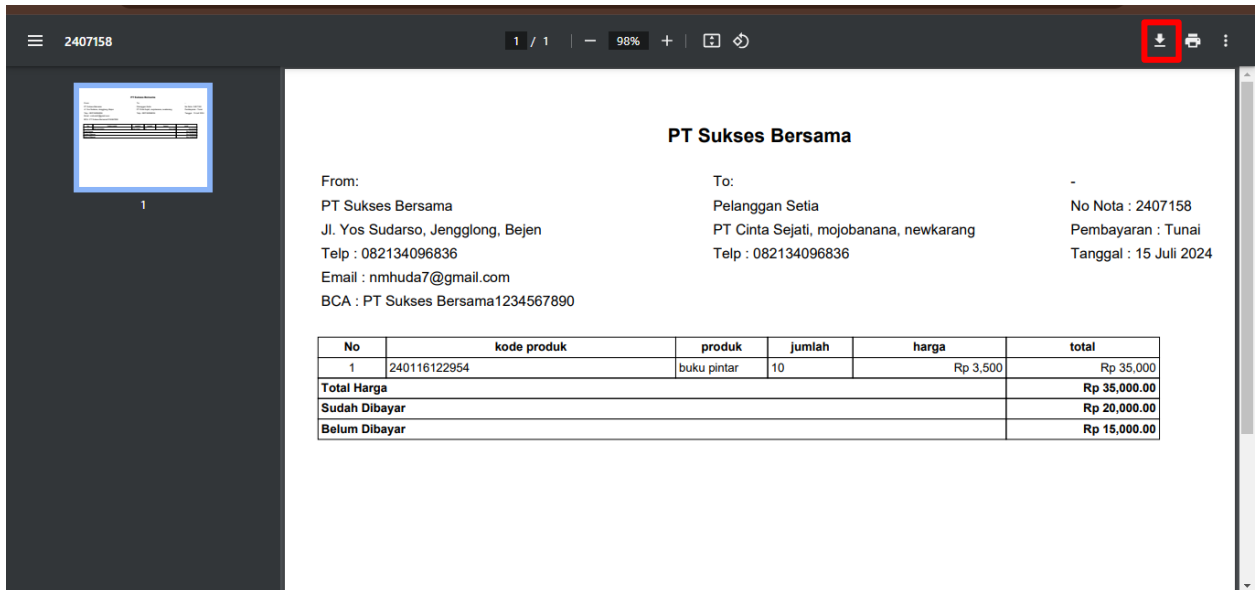 2407158
1 / 1
98%
1
PT Sukses Bersama
From:
PT Sukses Bersama
Jl. Yos Sudarso, Jengglong, Bejen
Telp : 082134096836
Email : nmhuda7@gmail.com
BCA : PT Sukses Bersama1234567890
To:
Pelanggan Setia
PT Cinta Sejati, mojobanana, newkarang
Telp : 082134096836
-
No Nota : 2407158
Pembayaran : Tunai
Tanggal : 15 Juli 2024
No kode produk produk jumlah harga total
1 240116122954 buku pintar 10 Rp 3,500 Rp 35,000
Total Harga Rp 35,000.00
Sudah Dibayar Rp 20,000.00
Belum Dibayar Rp 15,000.00